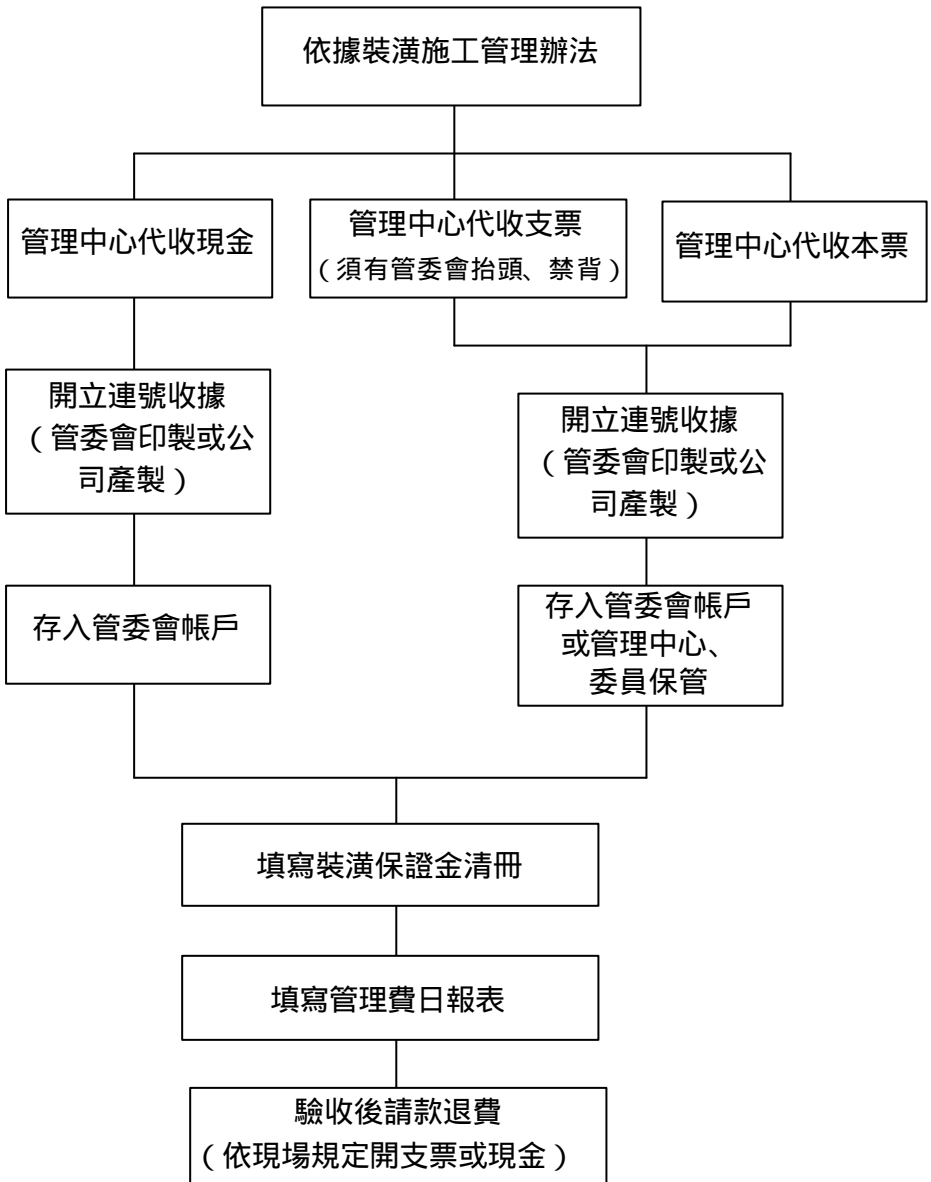 依據裝潢施工管理辦法
管理中心代收現金
管理中心代收支票
（須有管委會抬頭、禁背）
管理中心代收本票
開立連號收據
（管委會印製或公
司產製）
開立連號收據
（管委會印製或公
司產製）
存入管委會帳戶
存入管委會帳戶
或管理中心、
委員保管
填寫裝潢保證金清冊
填寫管理費日報表
驗收後請款退費
（依現場規定開支票或現金）